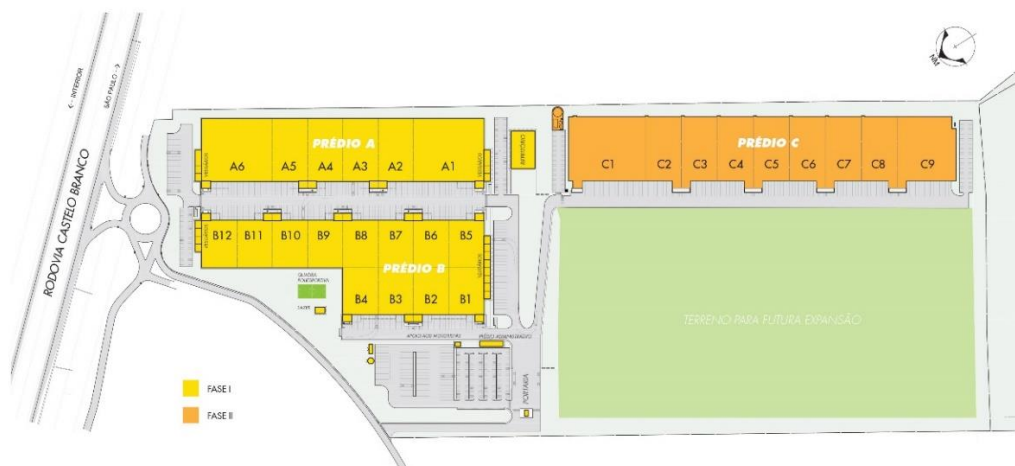 ← INTERIOR
SÃO PAULO →
RODOVIA CASTELO BRANCO
NM
PRÉDIO A
A6 A5 A4 A3 A2 A1
PRÉDIO C
C1 C2 C3 C4 C5 C6 C7 C8 C9
B12 B11 B10 B9 B8 B7 B6 B5
PRÉDIO B
B4 B3 B2 B1
TERRENO PARA FUTURA EXPANSÃO
PORTARIA
FASE I
FASE II